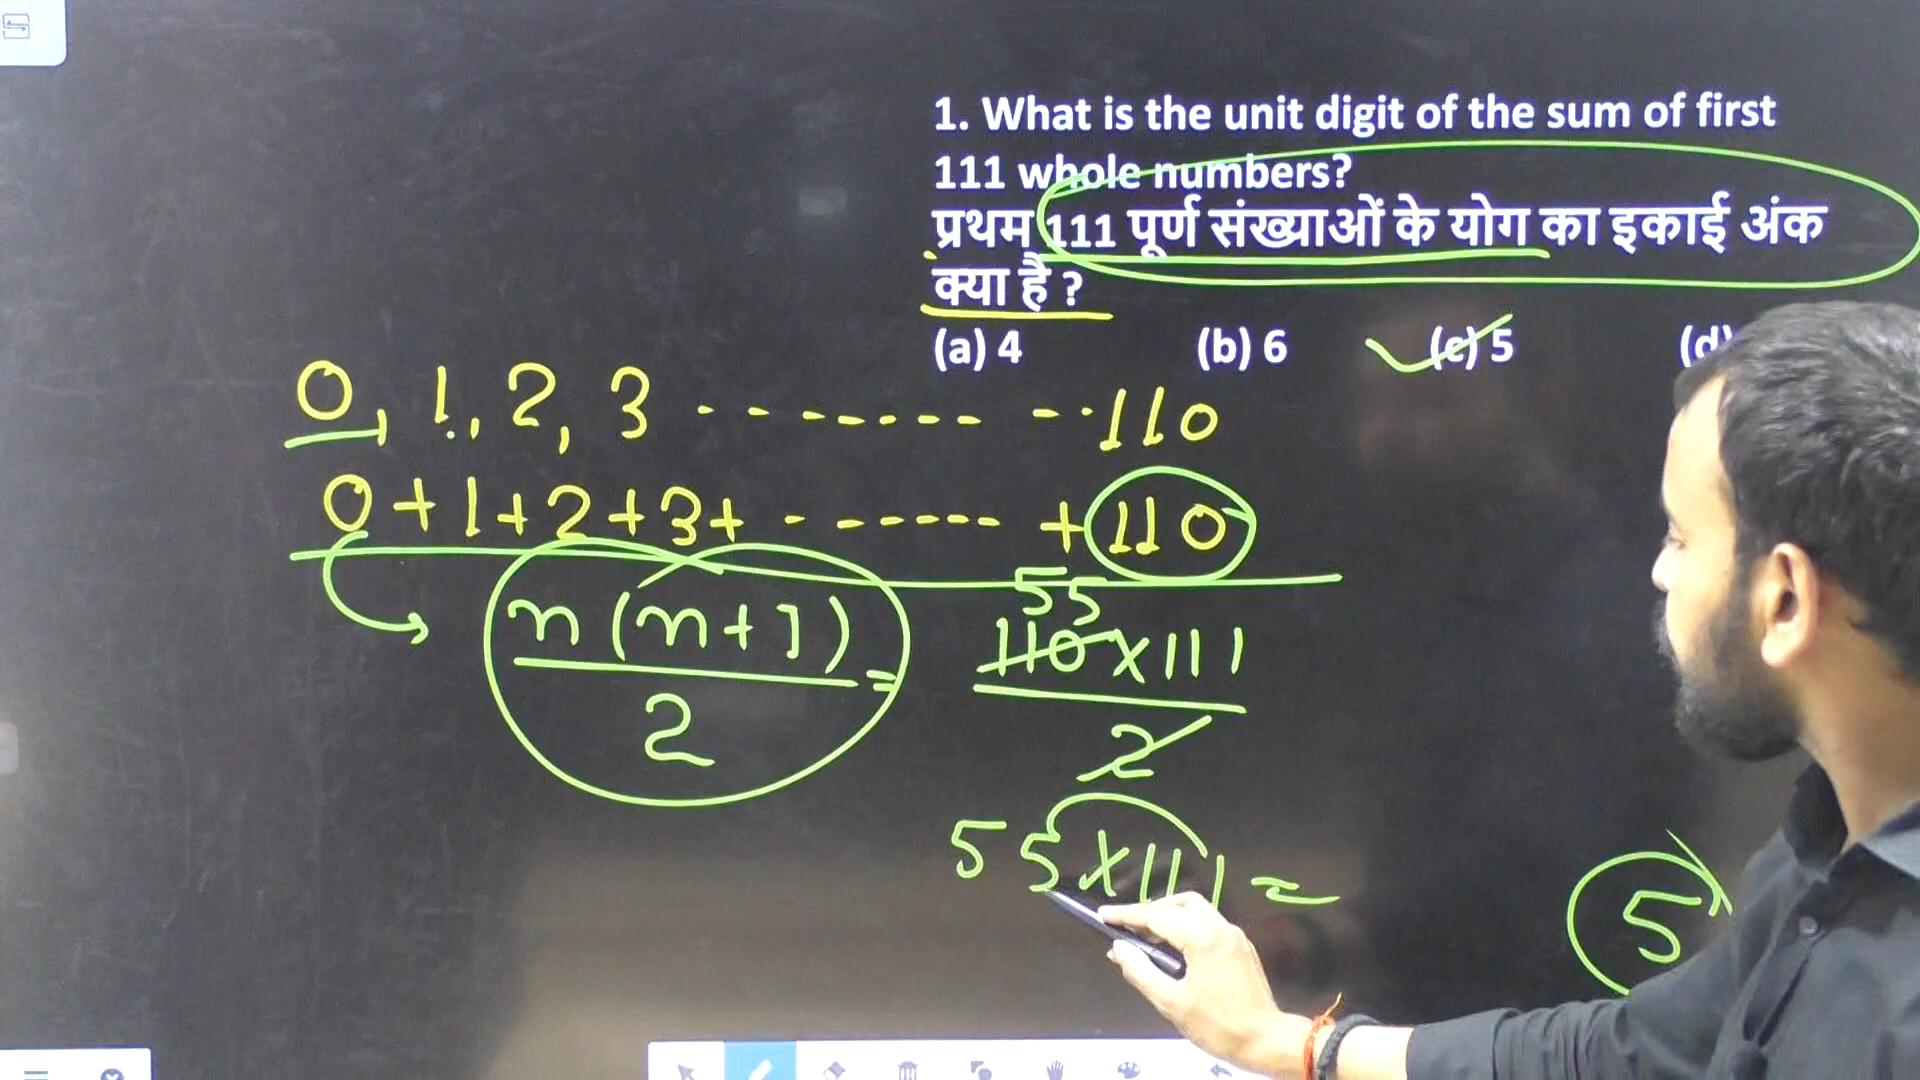 1. What is the unit digit of the sum of first
111 whole numbers?
प्रथम 111 पूर्ण संख्याओं के योग का इकाई अंक
क्या है ?
(a) 4 (b) 6 (c) 5 (d)
0, 1, 2, 3 - - - - - - - - - 110
0 + 1 + 2 + 3 + - - - - - - - + 110
55
n(n+1) = 110 × 111
2 2
55 × 111 =
5